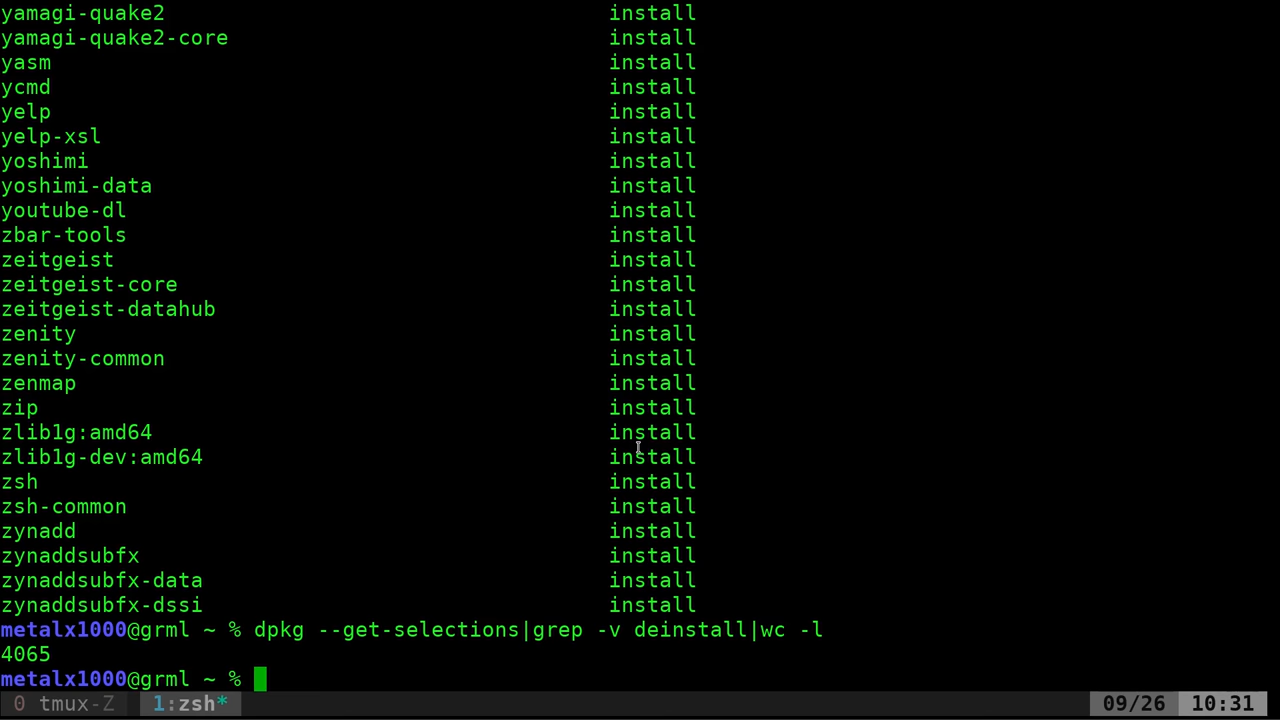 yamagi-quake2 install
yamagi-quake2-core install
yasm install
ycmd install
yelp install
yelp-xsl install
yoshimi install
yoshimi-data install
youtube-dl install
zbar-tools install
zeitgeist install
zeitgeist-core install
zeitgeist-datahub install
zenity install
zenity-common install
zenmap install
zip install
zlib1g:amd64 install
zlib1g-dev:amd64 install
zsh install
zsh-common install
zynadd install
zynaddsubfx install
zynaddsubfx-data install
zynaddsubfx-dssi install
metalx1000@grml ~ % dpkg --get-selections|grep -v deinstall|wc -l
4065
metalx1000@grml ~ %
0 tmux-Z 1:zsh* 09/26 10:31